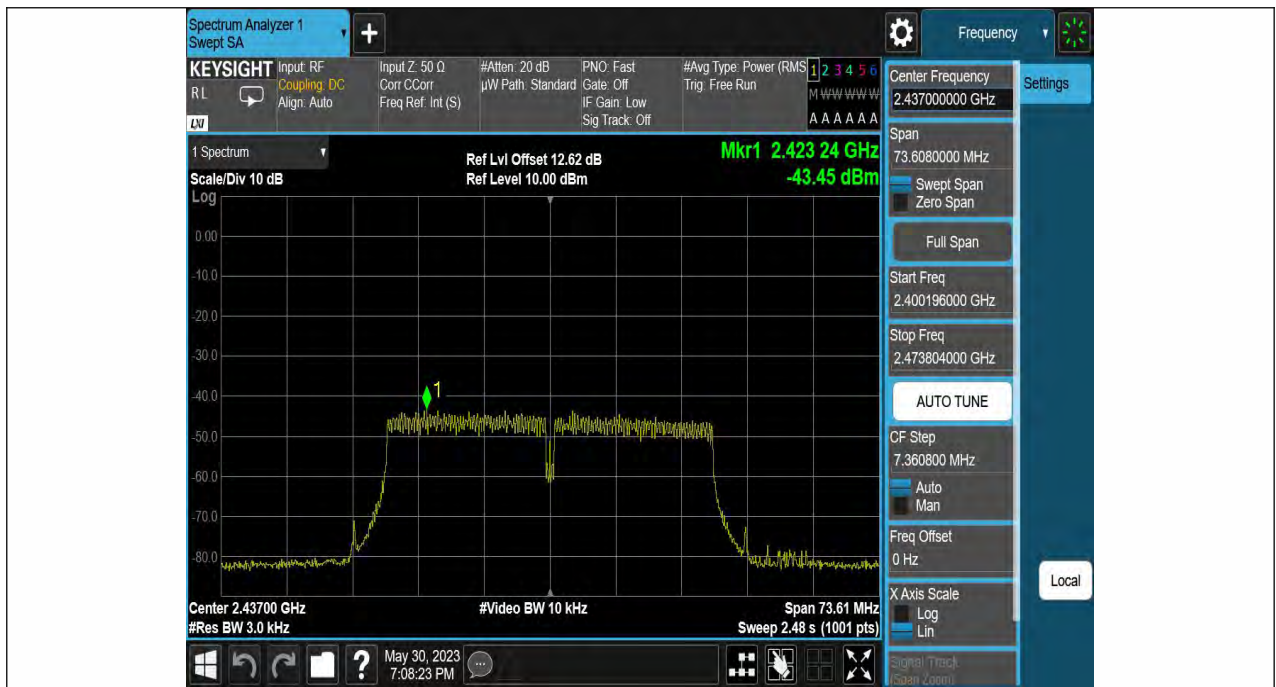 Spectrum Analyzer 1
Swept SA
+
Frequency
KEYSIGHT
RL
LXI
Input: RF
Coupling: DC
Align: Auto
Input Z: 50 Ω
Corr CCorr
Freq Ref: Int (S)
#Atten: 20 dB
µW Path: Standard
PNO: Fast
Gate: Off
IF Gain: Low
Sig Track: Off
#Avg Type: Power (RMS
Trig: Free Run
1 2 3 4 5 6
M W W W W W
A A A A A A
1 Spectrum
Scale/Div 10 dB
Log
Ref Lvl Offset 12.62 dB
Ref Level 10.00 dBm
Mkr1 2.423 24 GHz
-43.45 dBm
0.00
-10.0
-20.0
-30.0
-40.0
-50.0
-60.0
-70.0
-80.0
1
Center 2.43700 GHz
#Res BW 3.0 kHz
#Video BW 10 kHz
Span 73.61 MHz
Sweep 2.48 s (1001 pts)
Center Frequency
2.437000000 GHz
Span
73.6080000 MHz
Swept Span
Zero Span
Full Span
Start Freq
2.400196000 GHz
Stop Freq
2.473804000 GHz
AUTO TUNE
CF Step
7.360800 MHz
Auto
Man
Freq Offset
0 Hz
X Axis Scale
Log
Lin
Signal Track
(Span Zoom)
Settings
Local
?
May 30, 2023
7:08:23 PM